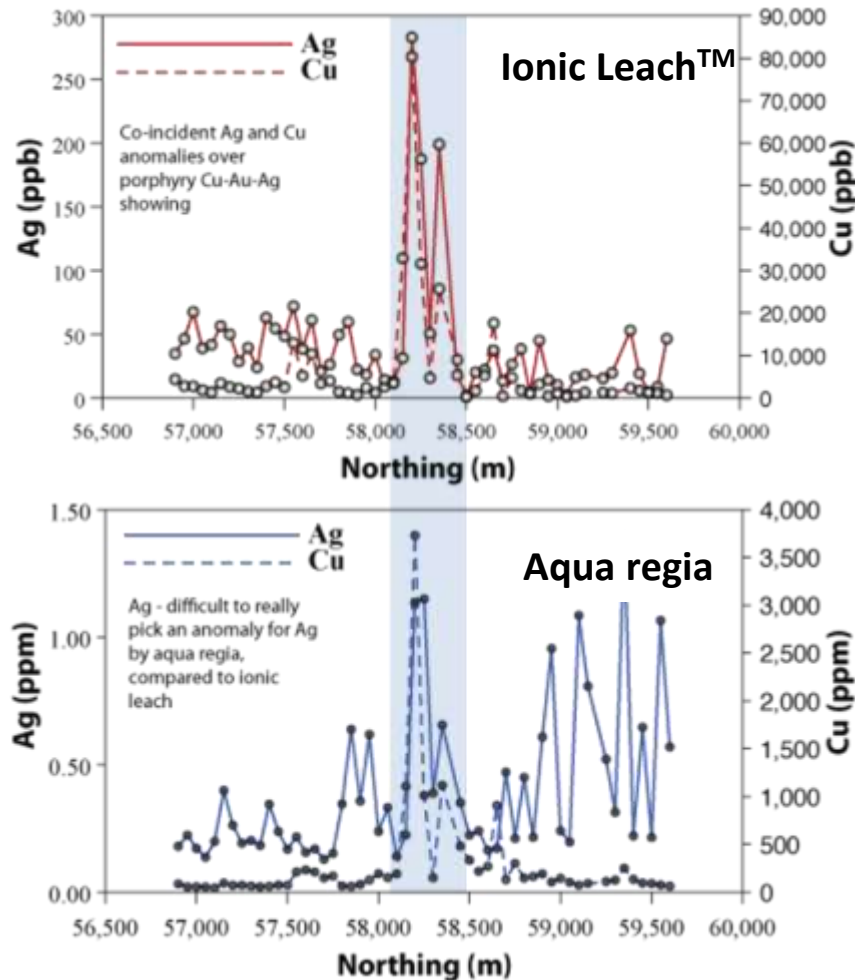 300
90,000
Ag
Cu
Ionic Leach™
250
80,000
70,000
Co-incident Ag and Cu
anomalies over
porphyry Cu-Au-Ag
showing
200
60,000
Ag (ppb)
Cu (ppb)
150
50,000
40,000
100
30,000
50
20,000
10,000
0
0
56,500
57,000
57,500
58,000
58,500
59,000
59,500
60,000
Northing (m)
1.50
4,000
Ag
Cu
Aqua regia
3,500
Ag - difficult to really
pick an anomaly for Ag
by aqua regia,
compared to ionic
leach
1.00
3,000
2,500
Ag (ppm)
Cu (ppm)
2,000
0.50
1,500
1,000
500
0.00
0
56,500
57,000
57,500
58,000
58,500
59,000
59,500
60,000
Northing (m)